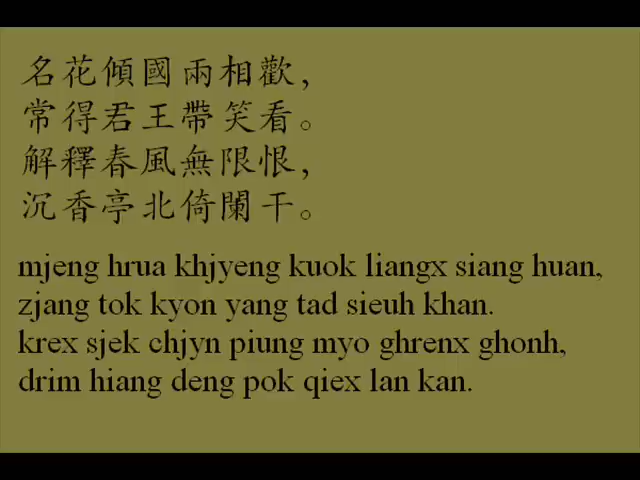 名花傾國兩相歡，
常得君王帶笑看。
解釋春風無限恨，
沉香亭北倚闌干。
mjeng hrua khjyeng kuok liangx siang huan,
zjang tok kyon yang tad sieuh khan.
krex sjek chjyn piung myo ghrenx ghonh,
drim hiang deng pok qiex lan kan.